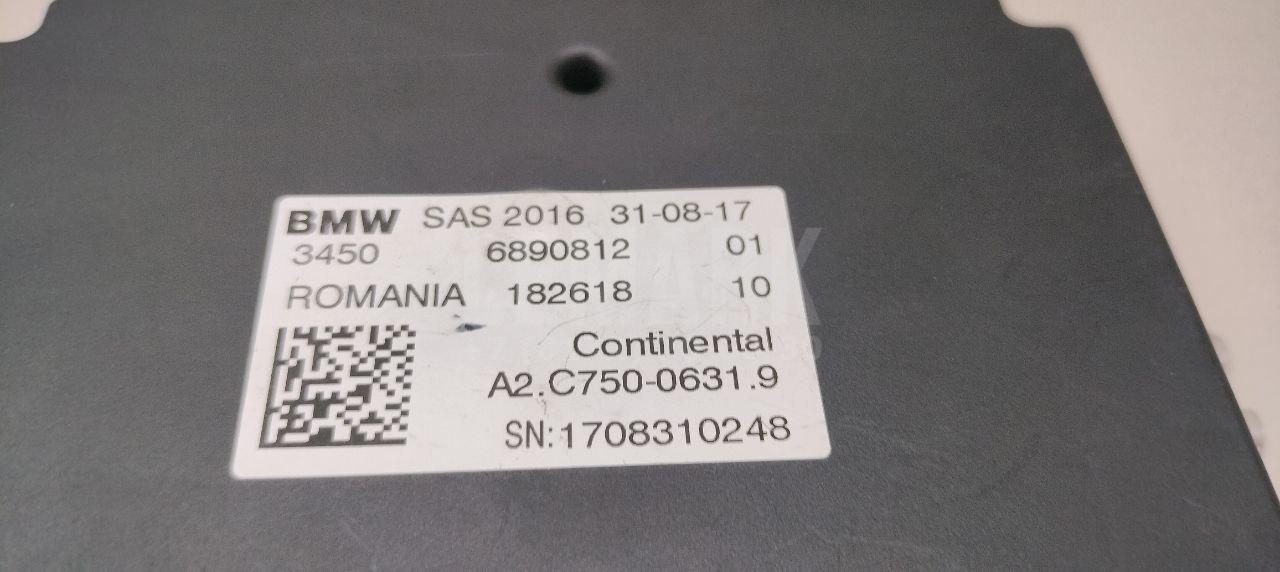 BMW SAS 2016 31-08-17
3450 6890812 01
ROMANIA 182618 10
Continental
A2.C750-0631.9
SN:1708310248